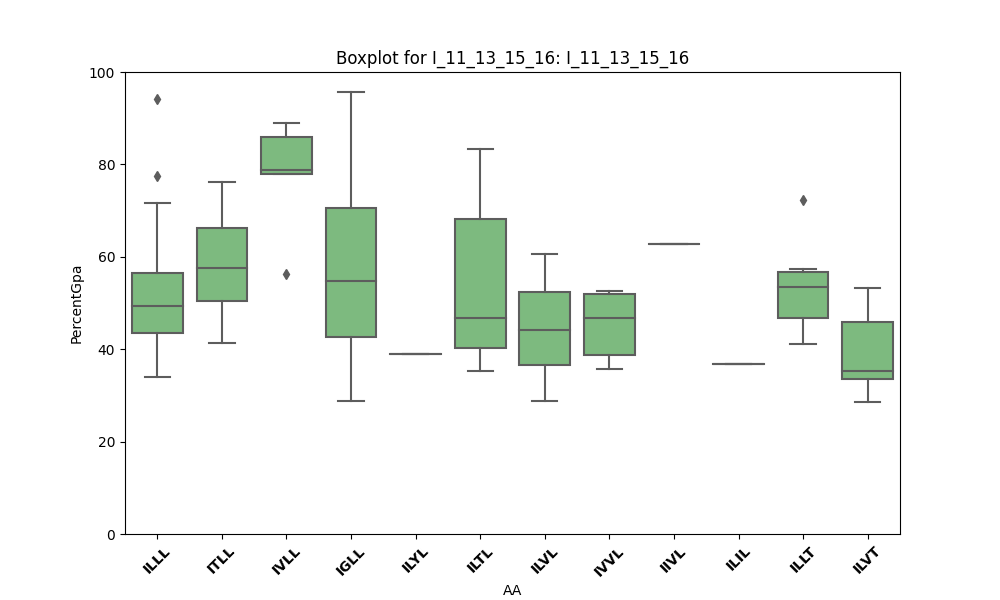 Boxplot for I_11_13_15_16: I_11_13_15_16
PercentGpa
100
80
60
40
20
0
ILLL ITLL IVLL IGLL ILYL ILTL ILVL IVVL IIVL ILIL ILLT ILVT
AA